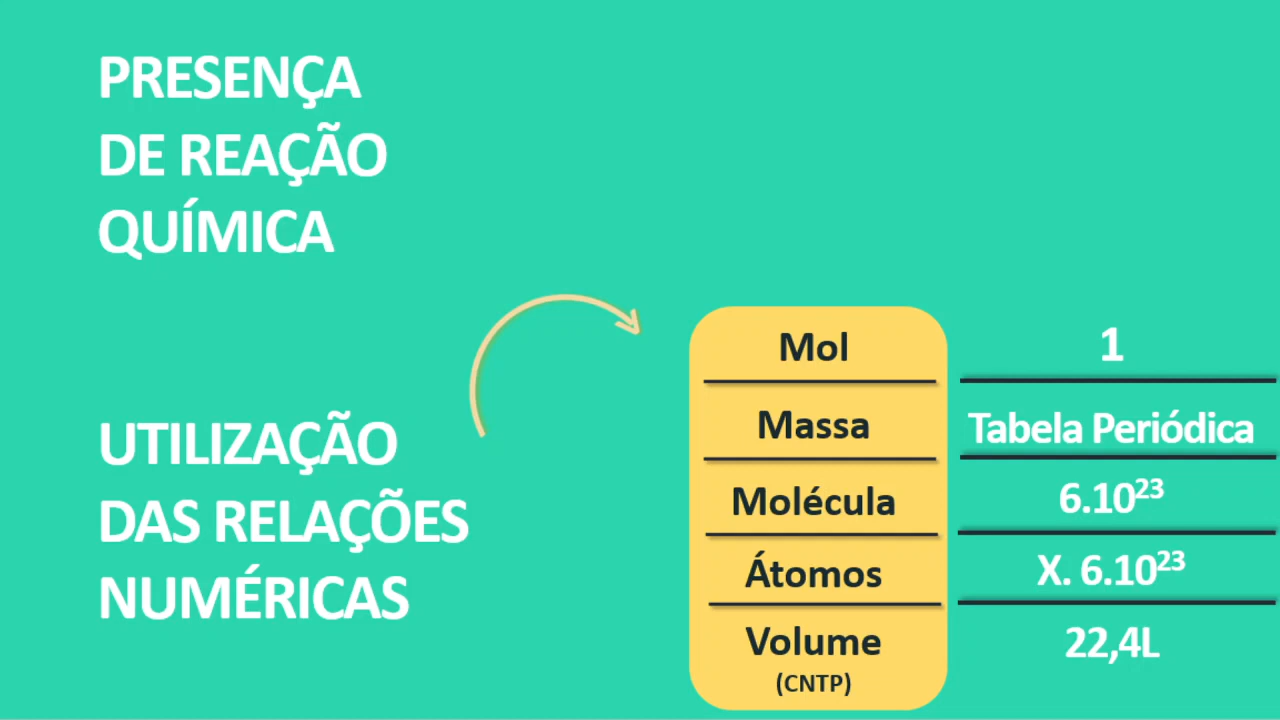 PRESENÇA
DE REAÇÃO
QUÍMICA
UTILIZAÇÃO
DAS RELAÇÕES
NUMÉRICAS
Mol 1
Massa Tabela Periódica
Molécula 6.10²³
Átomos X. 6.10²³
Volume 22,4L
(CNTP)